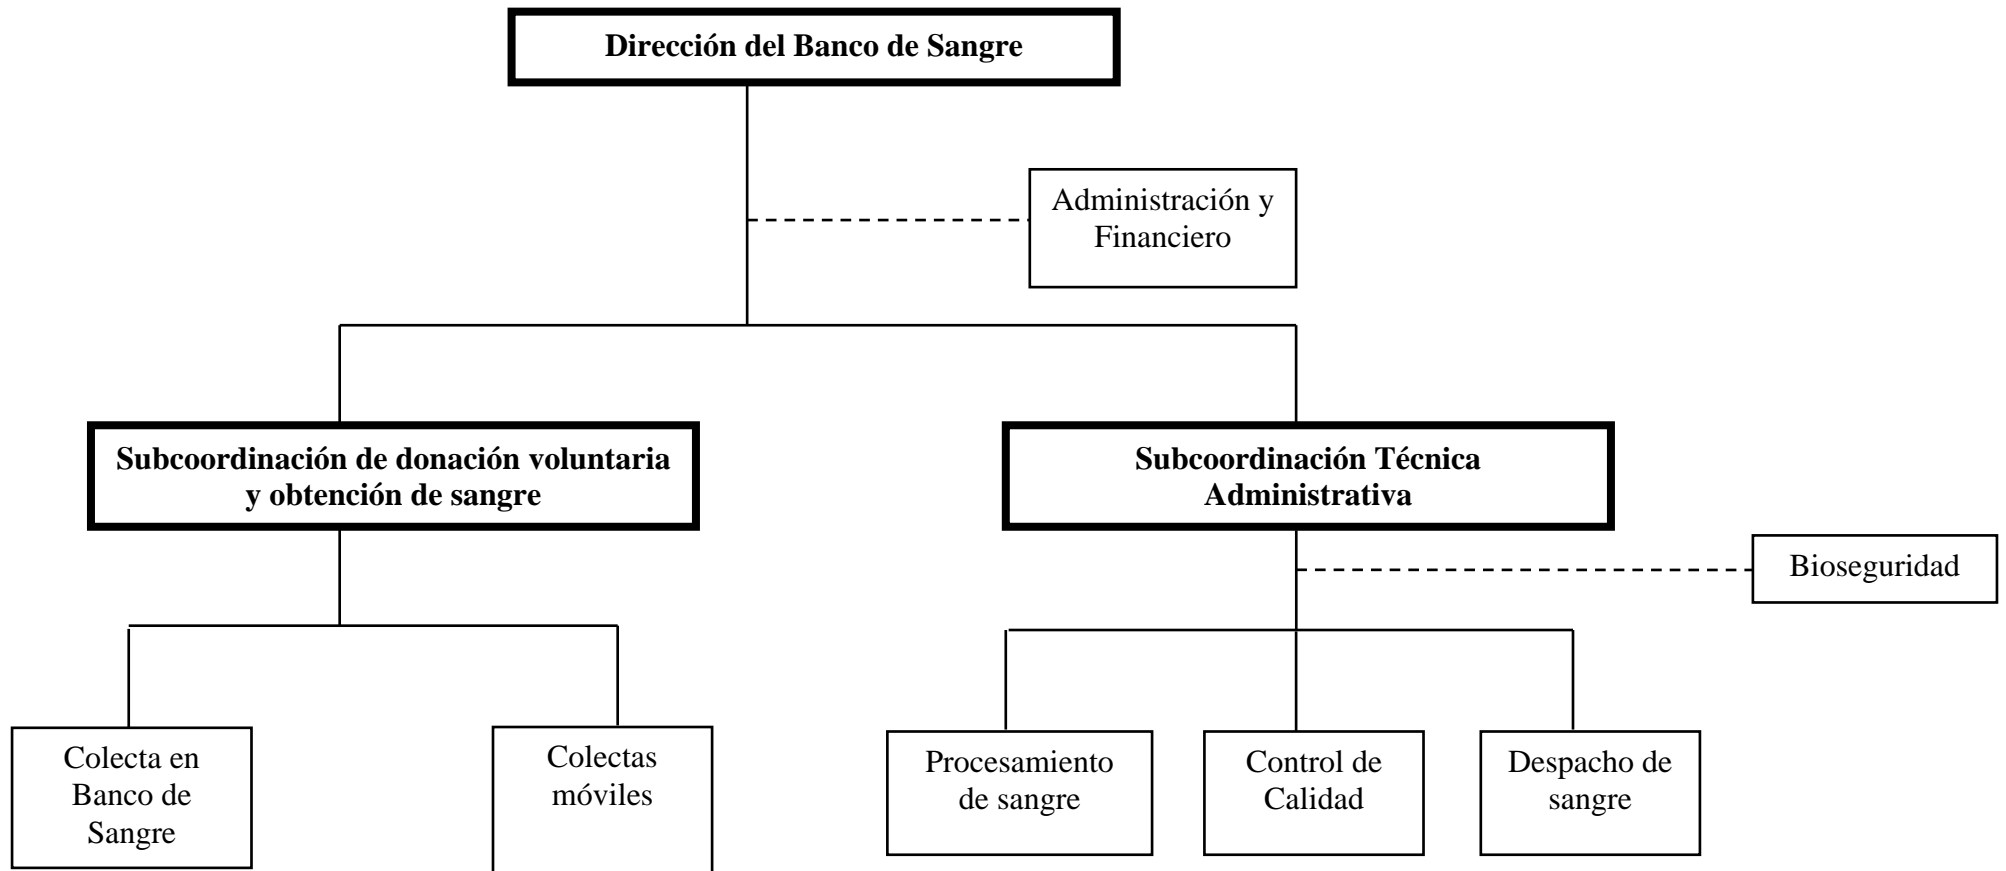 Dirección del Banco de Sangre
Administración y
Financiero
Subcoordinación de donación voluntaria
y obtención de sangre
Subcoordinación Técnica
Administrativa
Bioseguridad
Colecta en
Banco de
Sangre
Colectas
móviles
Procesamiento
de sangre
Control de
Calidad
Despacho de
sangre